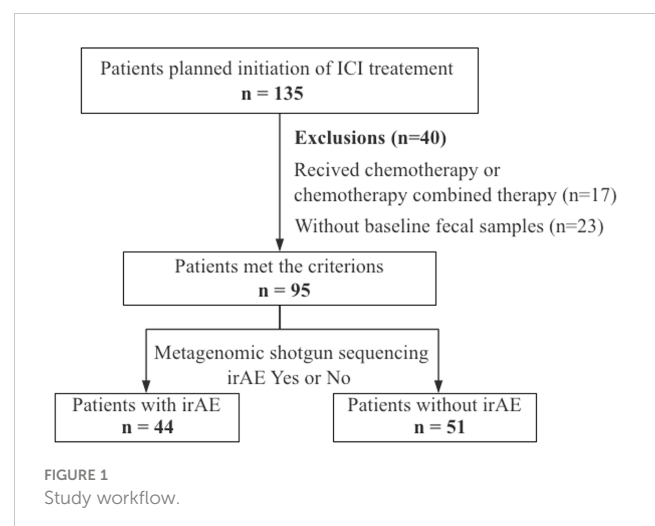 Patients planned initiation of ICI treatement
n = 135
Exclusions (n=40)
Recived chemotherapy or
chemotherapy combined therapy (n=17)
Without baseline fecal samples (n=23)
Patients met the criterions
n = 95
Metagenomic shotgun sequencing
irAE Yes or No
Patients with irAE
n = 44
Patients without irAE
n = 51
FIGURE 1
Study workflow.